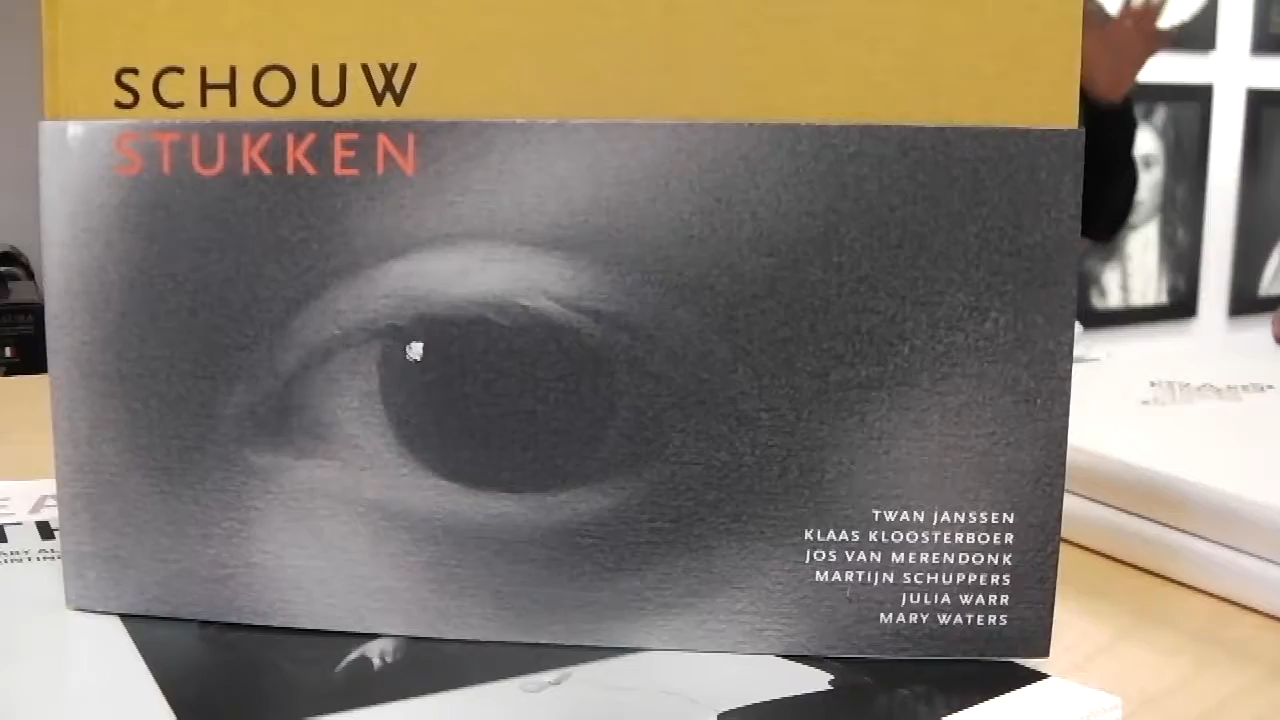 SCHOUW
STUKKEN
TWAN JANSSEN
KLAAS KLOOSTERBOER
JOS VAN MERENDONK
MARTIJN SCHUPPERS
JULIA WARR
MARY WATERS